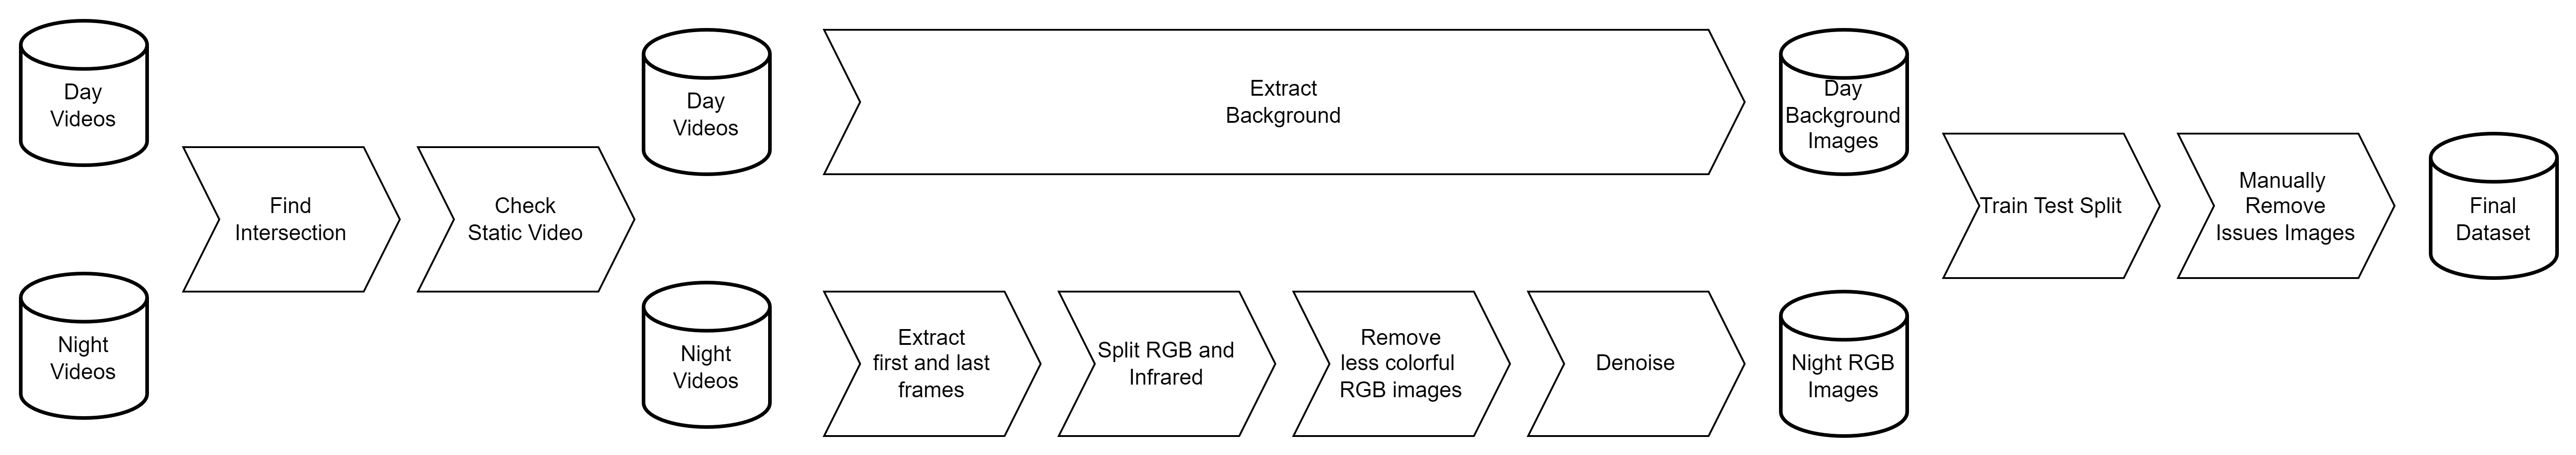 Day
Videos
Night
Videos
Find
Intersection
Check
Static Video
Day
Videos
Night
Videos
Extract
Background
Extract
first and last
frames
Split RGB and
Infrared
Remove
less colorful
RGB images
Denoise
Day
Background
Images
Night RGB
Images
Train Test Split
Manually
Remove
Issues Images
Final
Dataset